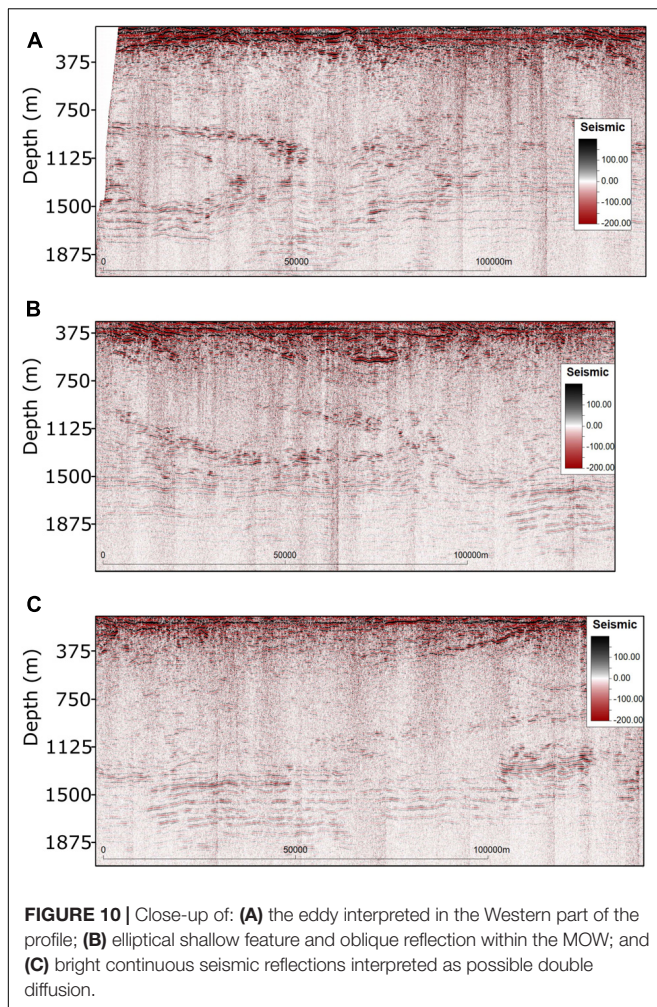 A
Depth (m)
375
750
1125
1500
1875
Seismic
100.00
0.00
-100.00
-200.00
0
50000
100000m
B
Depth (m)
375
750
1125
1500
1875
Seismic
100.00
0.00
-100.00
-200.00
0
50000
100000m
C
Depth (m)
375
750
1125
1500
1875
Seismic
100.00
0.00
-100.00
-200.00
0
50000
100000m
FIGURE 10 | Close-up of: (A) the eddy interpreted in the Western part of the
profile; (B) elliptical shallow feature and oblique reflection within the MOW; and
(C) bright continuous seismic reflections interpreted as possible double
diffusion.